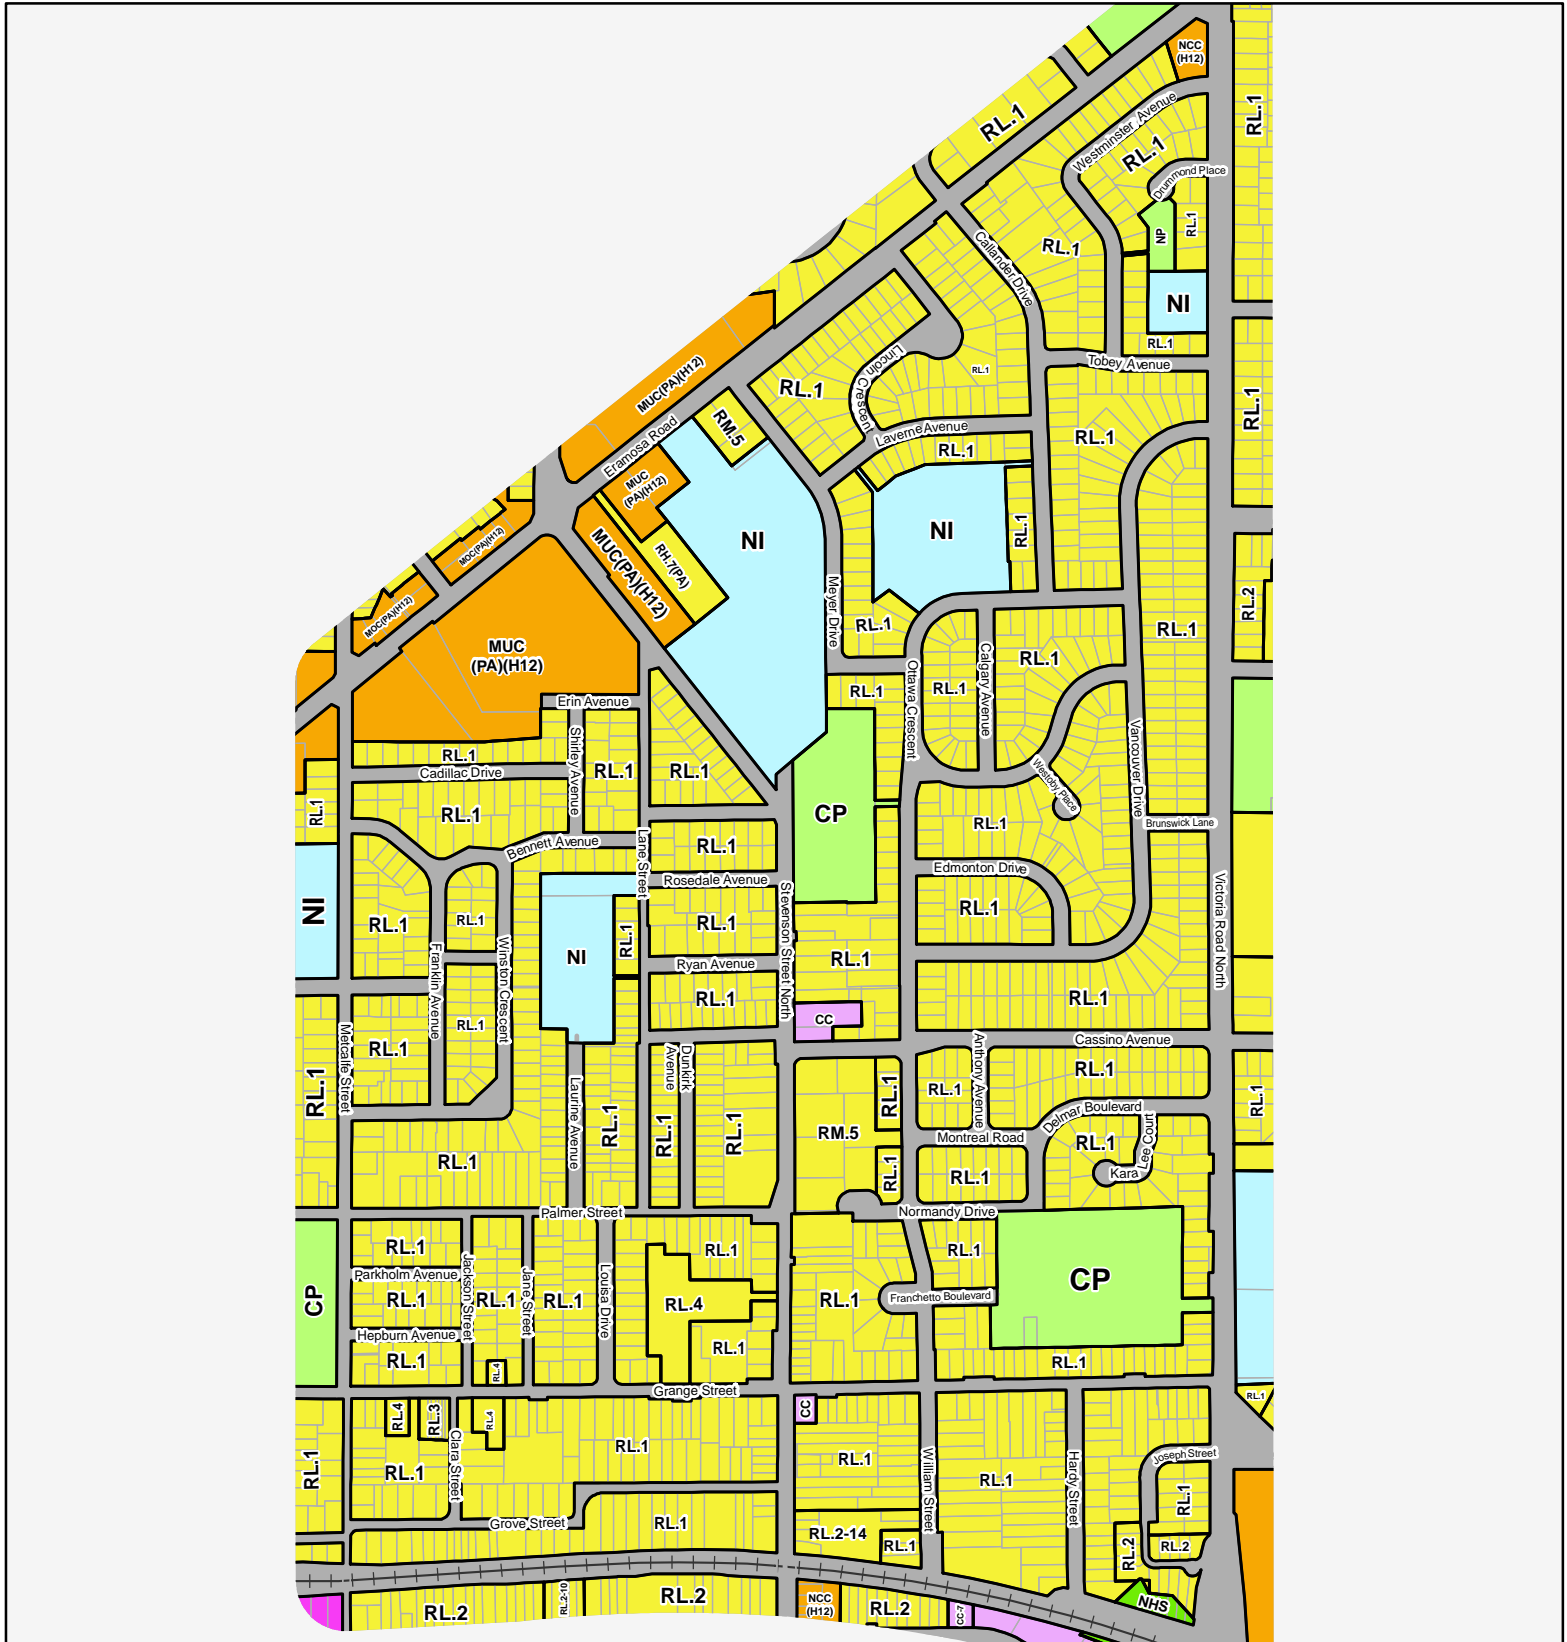 NCC
(H12)
RL.1
RL.1
Westminster Avenue
RL.1
Drummond Place
RL.1
NP
Callander Drive
RL.1
NI
RL.1
Tobey Avenue
MUC(PA)(H12)
Lincoln
Crescent
RL.1
RL.1
RL.1
RL.1
RM.5
Eramosa Road
Laverne Avenue
RL.1
MUC
(PA)(H12)
NI
NI
RL.1
MOC(PA)(H12)
MUC(PA)(H12)
RH.7(PA)
MOC(PA)(H12)
Meyer Drive
RL.1
RL.2
RL.1
MUC
(PA)(H12)
RL.1
Calgary Avenue
RL.1
RL.1
Ottawa Crescent
Erin Avenue
Shirley Avenue
Vancouver Drive
RL.1
Cadillac Drive
RL.1
RL.1
Westoby Place
RL.1
RL.1
CP
RL.1
Brunswick Lane
Bennett Avenue
Lane Street
RL.1
Edmonton Drive
Rosedale Avenue
Stevenson Street North
Victoria Road North
NI
RL.1
RL.1
RL.1
RL.1
RL.1
Franklin Avenue
Winston Crescent
NI
Ryan Avenue
RL.1
RL.1
RL.1
CC
RL.1
Metcalfe Street
RL.1
Dunkirk
Avenue
Anthony Avenue
Cassino Avenue
RL.1
RL.1
RL.1
RL.1
RL.1
Laurine Avenue
RL.1
RL.1
RL.1
RM.5
Delmar Boulevard
Montreal Road
RL.1
Kara
Lee Court
RL.1
RL.1
RL.1
Palmer Street
Normandy Drive
RL.1
RL.1
RL.1
Parkholm Avenue
Jackson Street
Jane Street
Louisa Drive
CP
CP
RL.1
RL.1
RL.1
RL.4
RL.1
Franchetto Boulevard
Hepburn Avenue
RL.1
RL.1
RL.4
RL.1
Grange Street
RL.1
RL.4
RL.3
RL.4
CC
Clara Street
RL.1
RL.1
RL.1
RL.1
William Street
RL.1
Hardy Street
Joseph Street
RL.1
Grove Street
RL.1
RL.2-14
RL.1
RL.2
RL.2
RL.2
RL.2-10
RL.2
NCC
(H12)
RL.2
CC-7
NHS